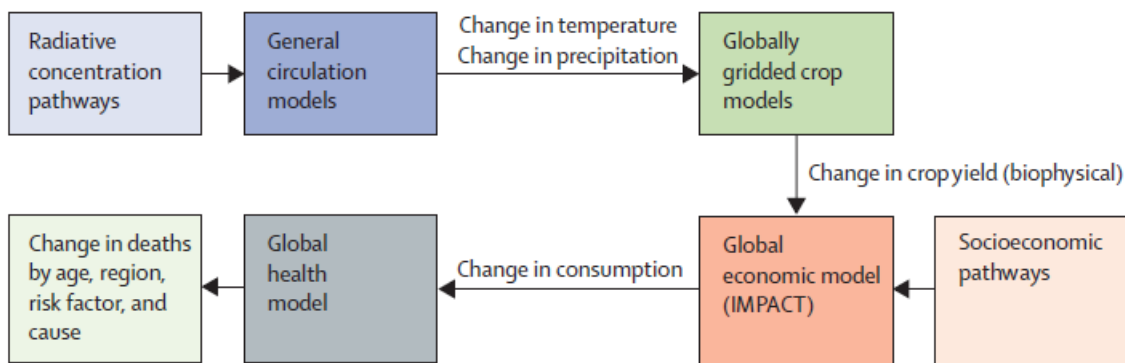 Radiative
concentration
pathways
General
circulation
models
Change in temperature
Change in precipitation
Globally
gridded crop
models
Change in crop yield (biophysical)
Change in deaths
by age, region,
risk factor, and
cause
Global
health
model
Change in consumption
Global
economic model
(IMPACT)
Socioeconomic
pathways